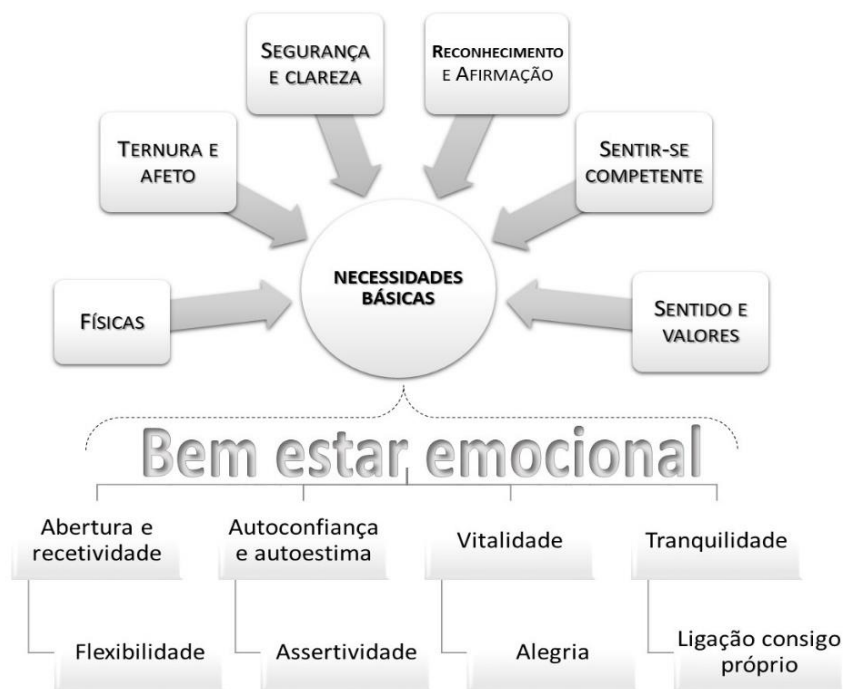 SEGURANÇA
E CLAREZA
RECONHECIMENTO
E AFIRMAÇÃO
TERNURA E
AFETO
SENTIR-SE
COMPETENTE
NECESSIDADES
BÁSICAS
FÍSICAS
SENTIDO E
VALORES
Bem estar emocional
Abertura e
recetividade
Autoconfiança
e autoestima
Vitalidade
Tranquilidade
Flexibilidade
Assertividade
Alegria
Ligação consigo
próprio